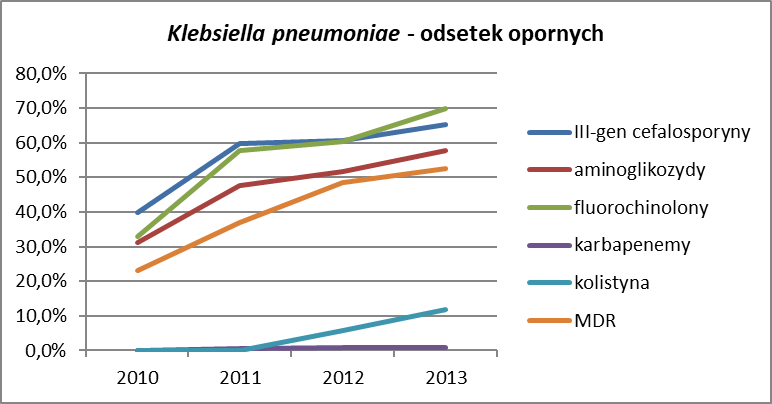 Klebsiella pneumoniae - odsetek opornych
80,0%
70,0%
60,0%
50,0%
40,0%
30,0%
20,0%
10,0%
0,0%
2010 2011 2012 2013
III-gen cefalosporyny
aminoglikozydy
fluorochinolony
karbapenemy
kolistyna
MDR